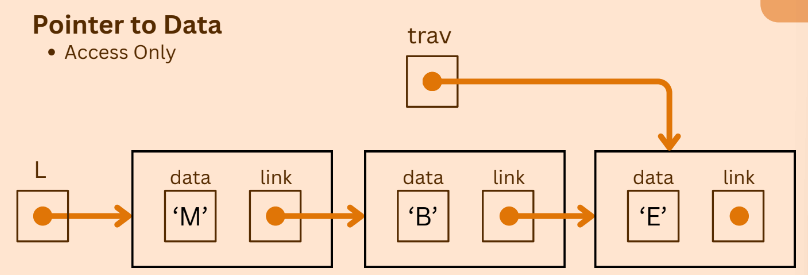 Pointer to Data
• Access Only
trav
L
data link
‘M’
data link
‘B’
data link
‘E’